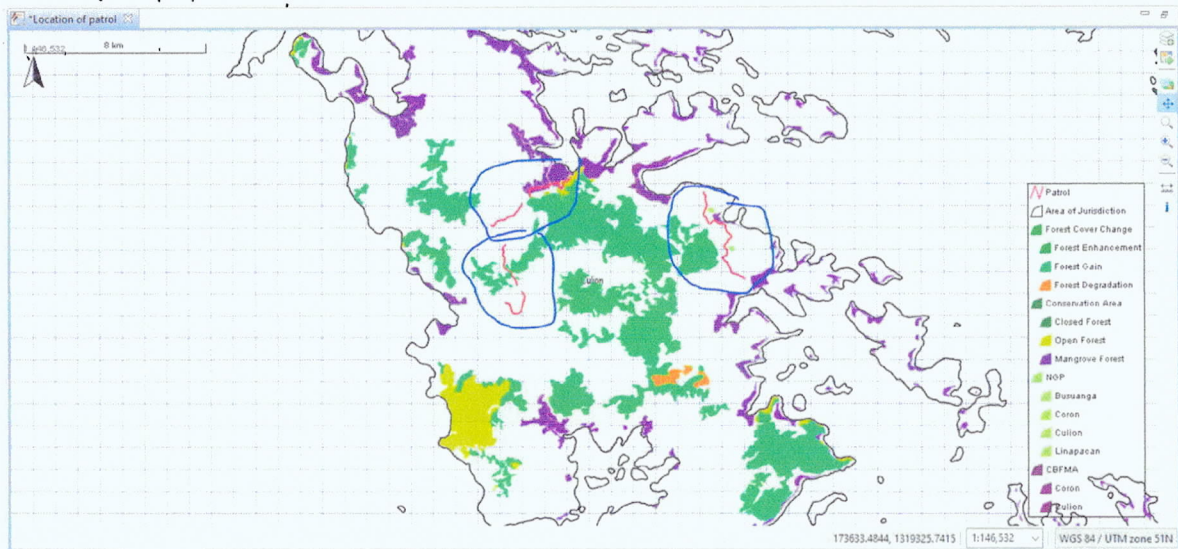 *Location of patrol
8 km
Culion
Patrol
Area of Jurisdiction
Forest Cover Change
Forest Enhancement
Forest Gain
Forest Degradation
Conservation Area
Closed Forest
Open Forest
Mangrove Forest
NGP
Busuanga
Coron
Culion
Linapacan
CBFMA
Coron
Culion
173633.4844, 1319325.7415
1:146,532
WGS 84 / UTM zone 51N